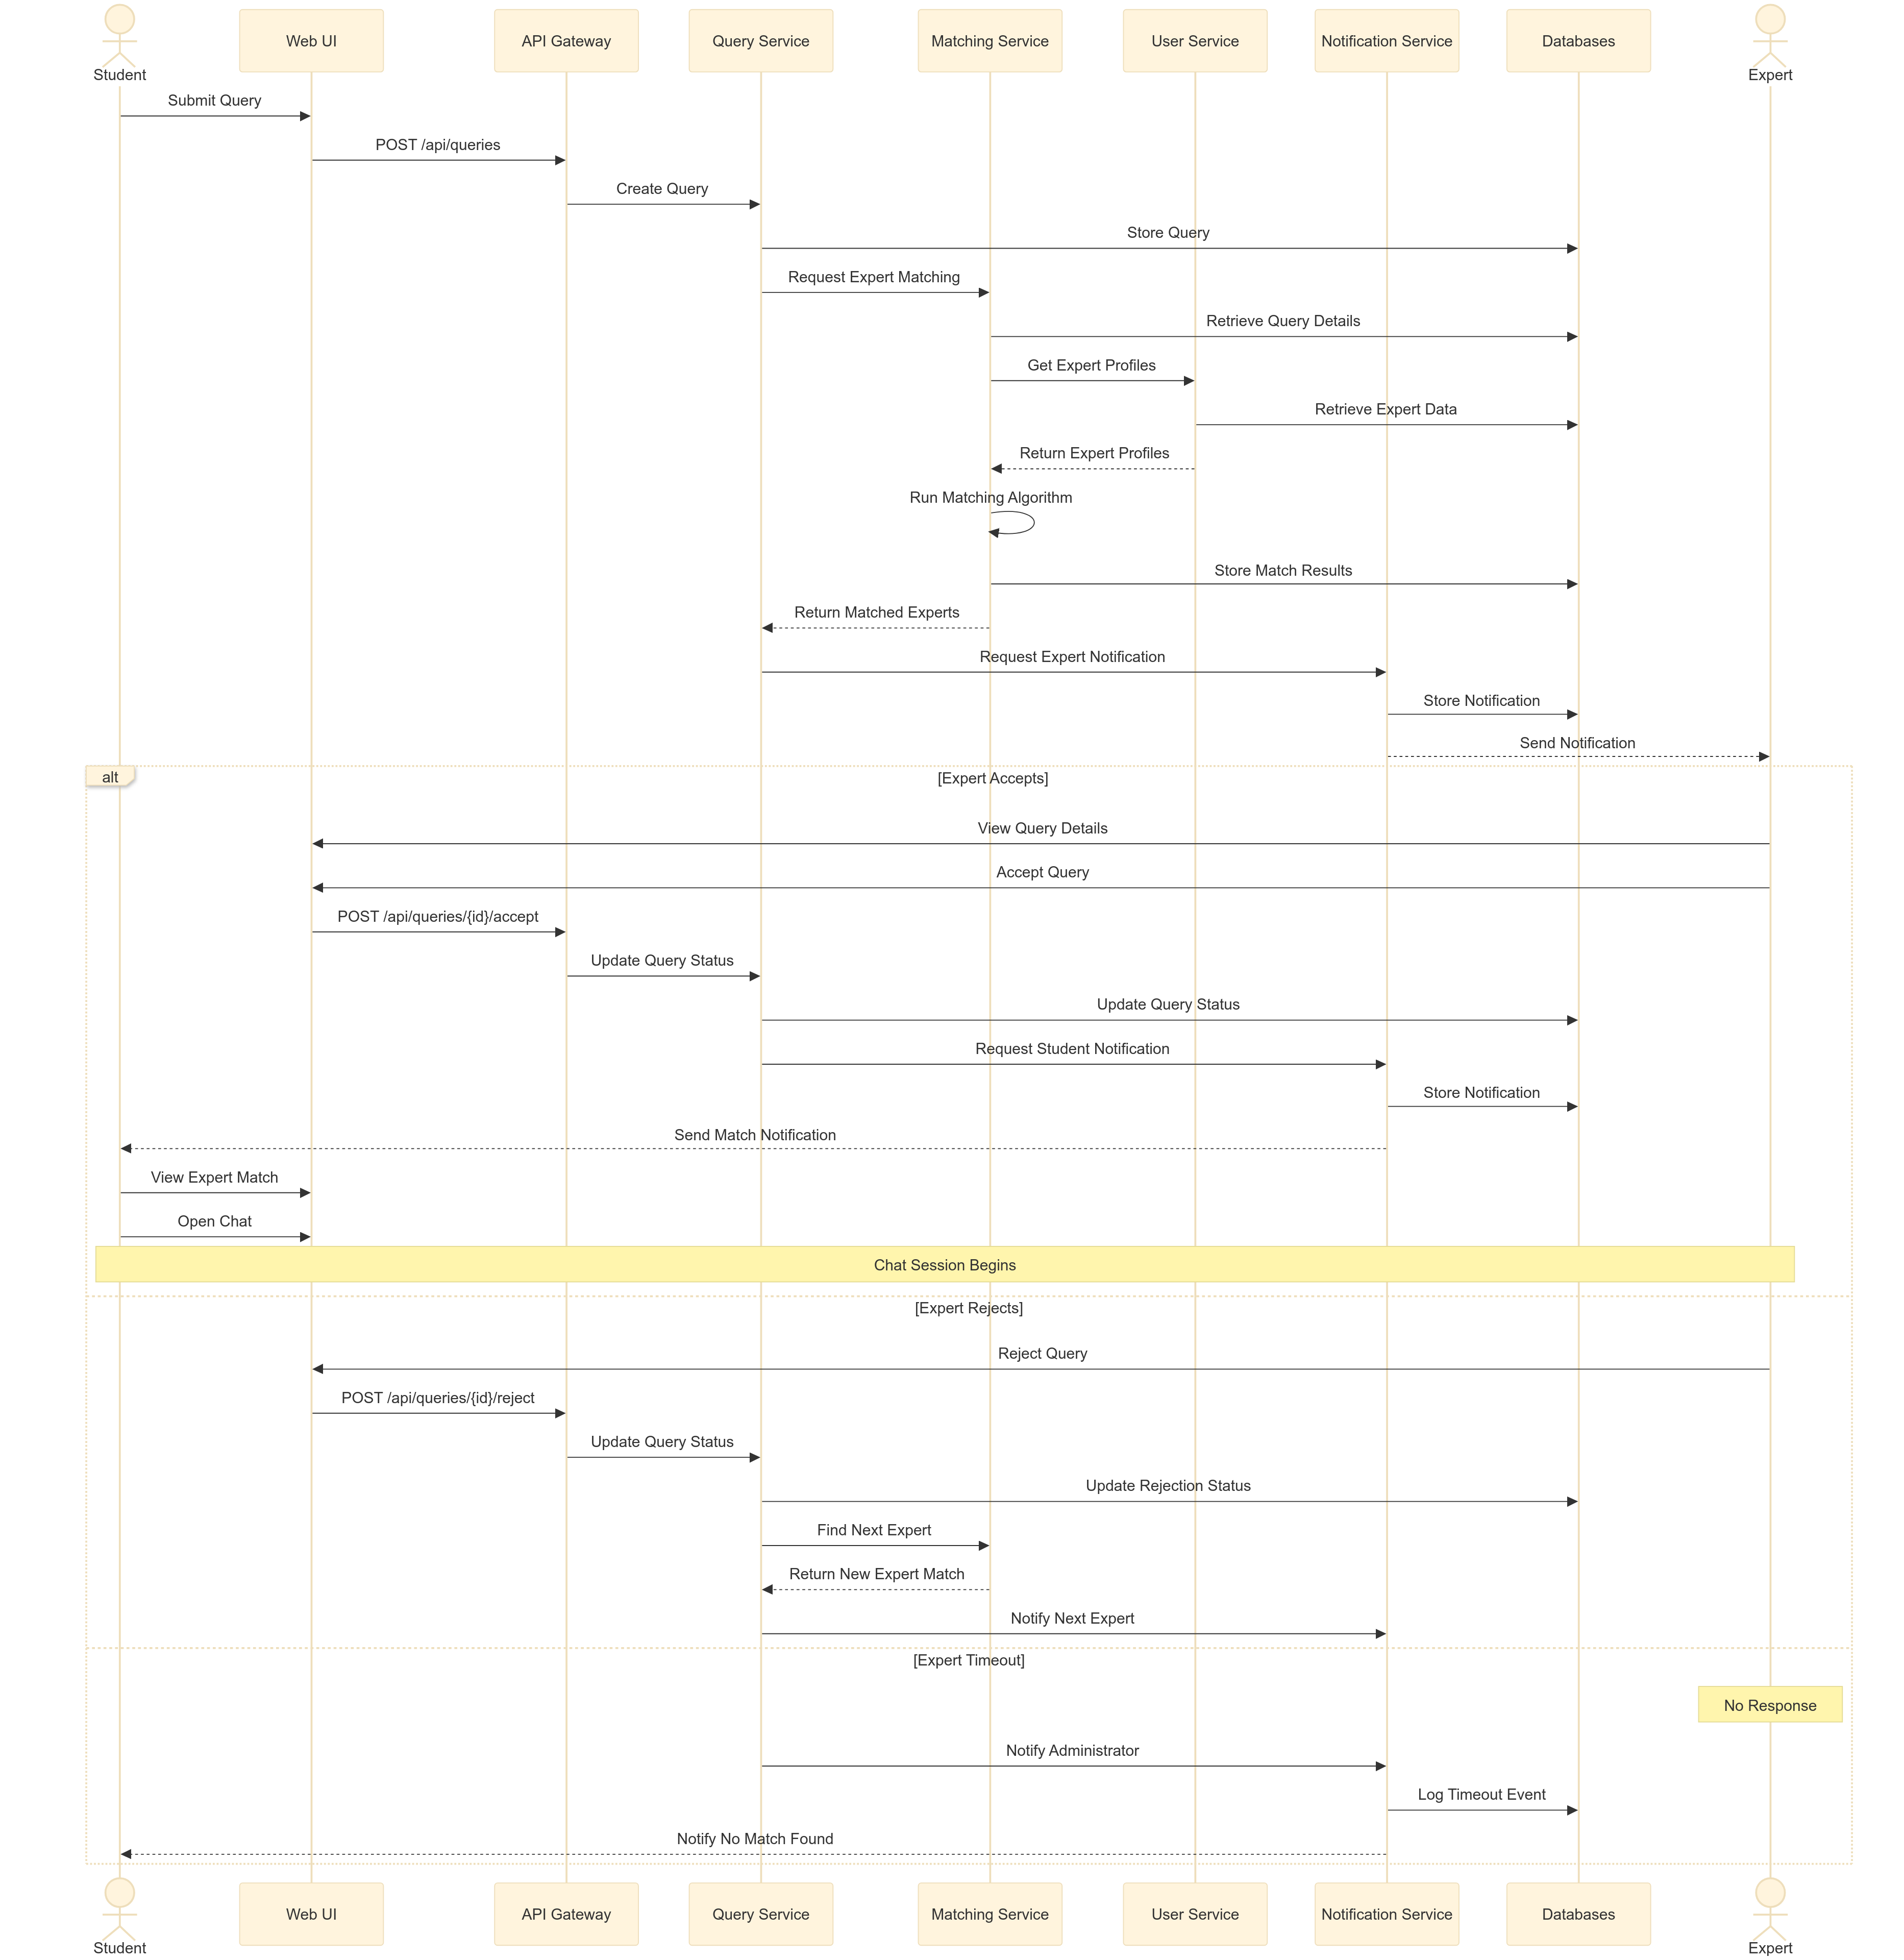 Student
Web UI
API Gateway
Query Service
Matching Service
User Service
Notification Service
Databases
Expert
Submit Query
POST /api/queries
Create Query
Store Query
Request Expert Matching
Retrieve Query Details
Get Expert Profiles
Retrieve Expert Data
Return Expert Profiles
Run Matching Algorithm
Store Match Results
Return Matched Experts
Request Expert Notification
Store Notification
Send Notification
alt
[Expert Accepts]
View Query Details
Accept Query
POST /api/queries/{id}/accept
Update Query Status
Update Query Status
Request Student Notification
Store Notification
Send Match Notification
View Expert Match
Open Chat
Chat Session Begins
[Expert Rejects]
Reject Query
POST /api/queries/{id}/reject
Update Query Status
Update Rejection Status
Find Next Expert
Return New Expert Match
Notify Next Expert
[Expert Timeout]
No Response
Notify Administrator
Log Timeout Event
Notify No Match Found
Student
Web UI
API Gateway
Query Service
Matching Service
User Service
Notification Service
Databases
Expert